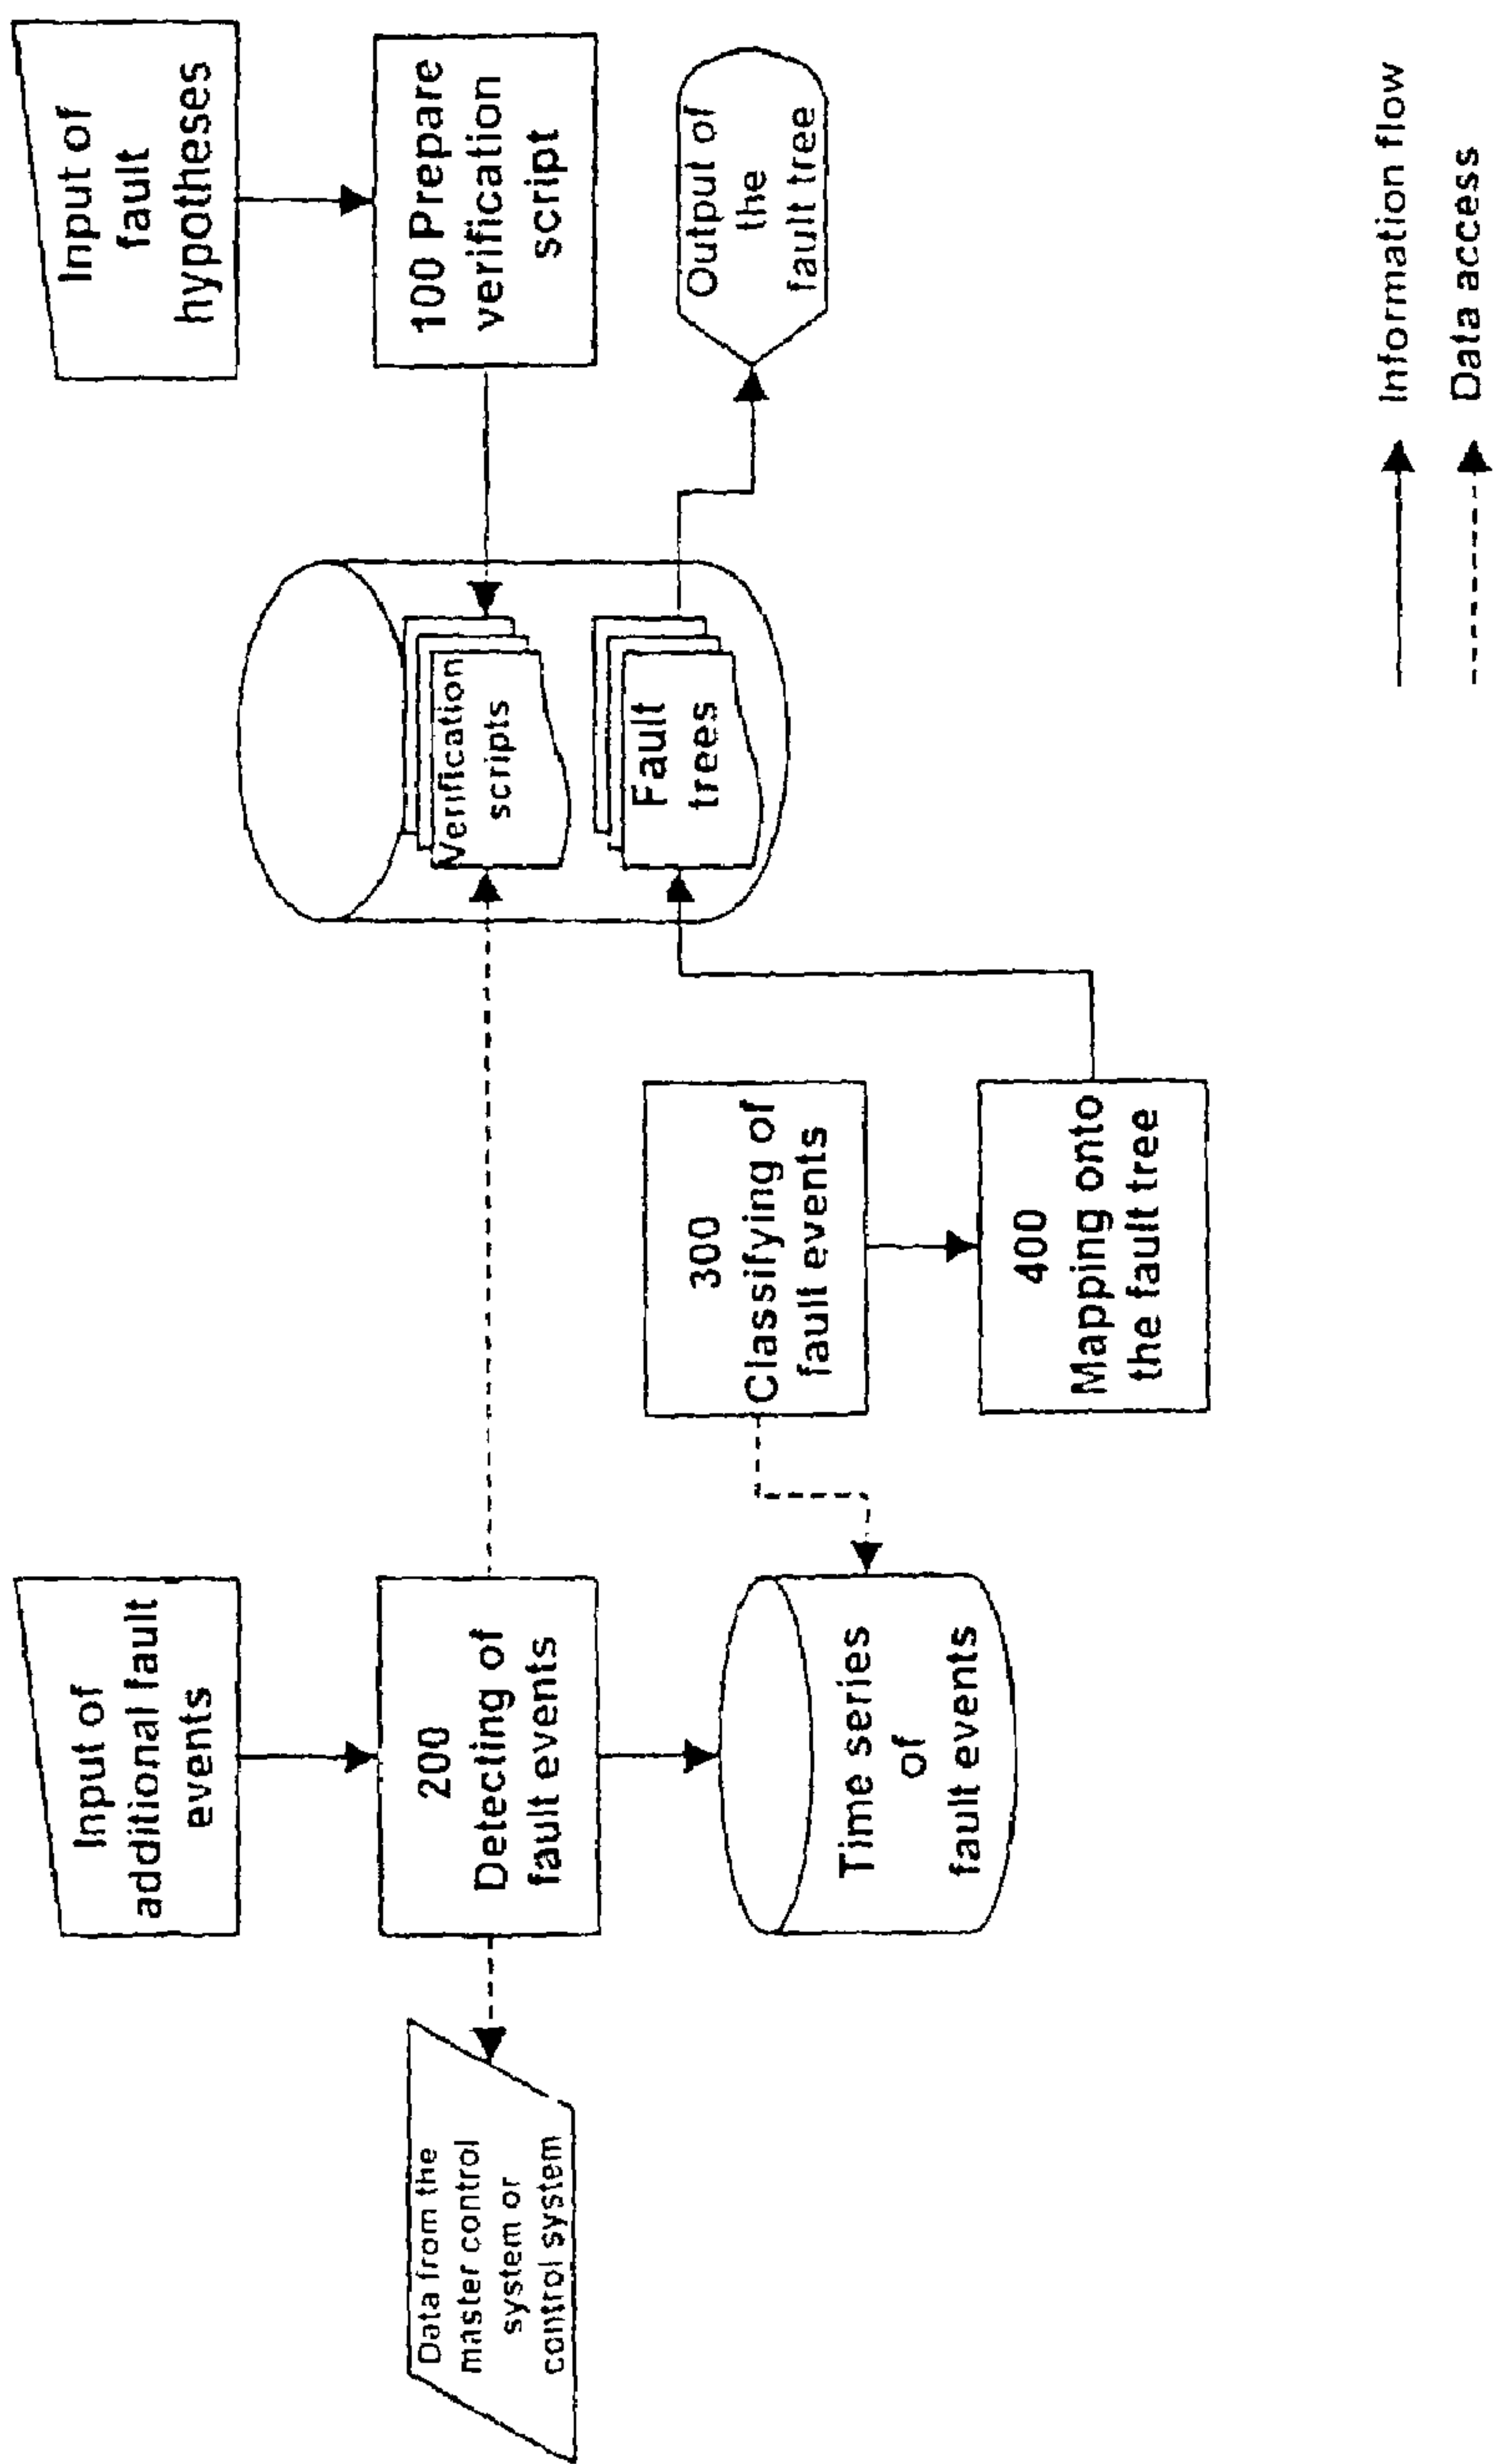 Input of
additional fault
events
Input of
fault
hypotheses
Data from the
master control
system or
control system
200
Detecting of
fault events
Verification
scripts
100 Prepare
verification
script
Time series
of
fault events
300
Classifying of
fault events
Fault
trees
Output of
the
fault tree
400
Mapping onto
the fault tree
Information flow
Data access